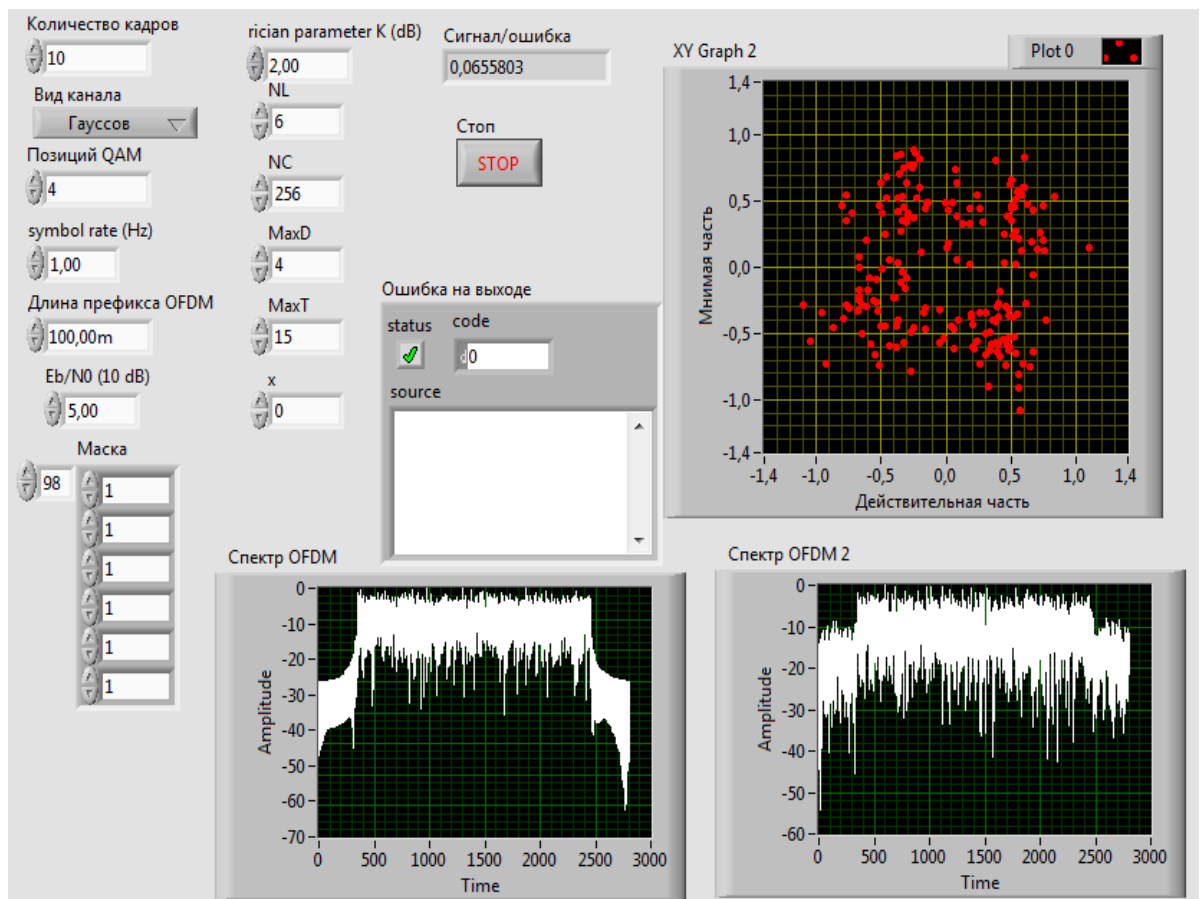 Количество кадров
10
Вид канала
Гауссов
Позиций QAM
4
symbol rate (Hz)
1,00
Длина префикса OFDM
100,00m
Eb/N0 (10 dB)
5,00
Маска
98
1
1
1
1
1
1
rician parameter K (dB)
2,00
NL
6
NC
256
MaxD
4
MaxT
15
x
0
Сигнал/ошибка
0,0655803
Стоп
STOP
Ошибка на выходе
status
code
d 0
source
XY Graph 2
Plot 0
Мнимая часть
1,4
1,0
0,5
0,0
-0,5
-1,0
-1,4
-1,4 -1,0 -0,5 0,0 0,5 1,0 1,4
Действительная часть
Спектр OFDM
Amplitude
0
-10
-20
-30
-40
-50
-60
-70
0 500 1000 1500 2000 2500 3000
Time
Спектр OFDM 2
Amplitude
0
-10
-20
-30
-40
-50
-60
0 500 1000 1500 2000 2500 3000
Time